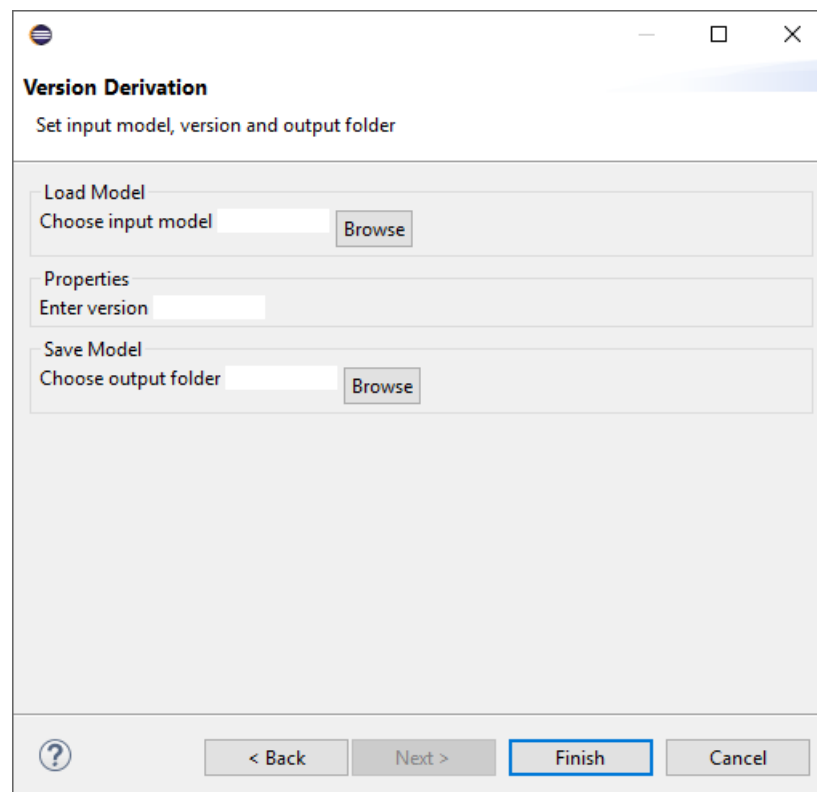 Version Derivation
Set input model, version and output folder
Load Model
Choose input model Browse
Properties
Enter version
Save Model
Choose output folder Browse
? < Back Next > Finish Cancel